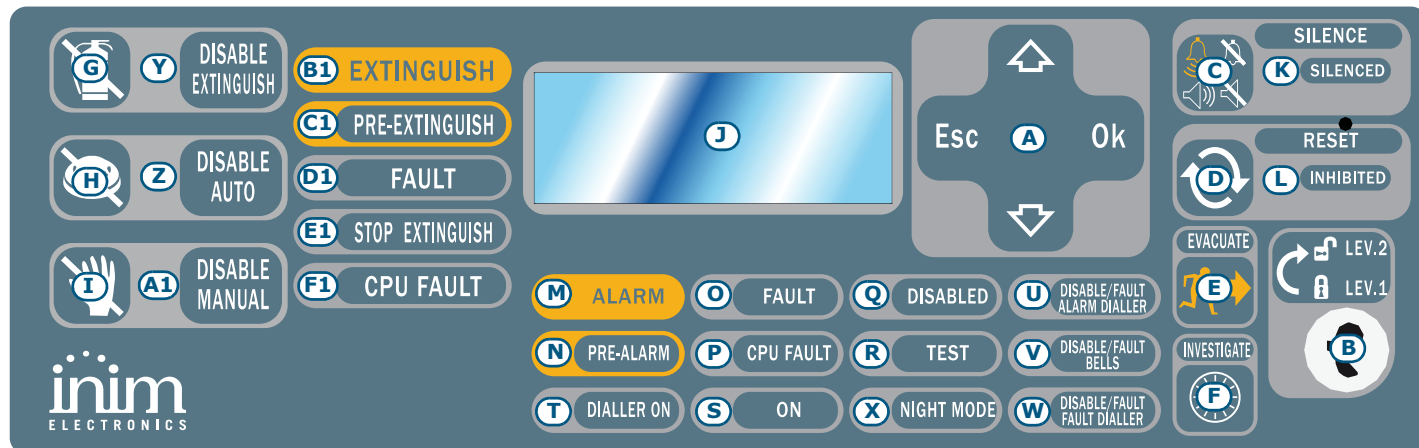 G
Y
DISABLE
EXTINGUISH
H
Z
DISABLE
AUTO
I
A1
DISABLE
MANUAL
inim
ELECTRONICS
B1 EXTINGUISH
C1 PRE-EXTINGUISH
D1 FAULT
E1 STOP EXTINGUISH
F1 CPU FAULT
J
Esc A Ok
M ALARM
N PRE-ALARM
T DIALLER ON
O FAULT
P CPU FAULT
S ON
Q DISABLED
R TEST
X NIGHT MODE
U DISABLE/FAULT
ALARM DIALLER
V DISABLE/FAULT
BELLS
W DISABLE/FAULT
FAULT DIALLER
C
SILENCE
K SILENCED
D
RESET
L INHIBITED
EVACUATE
E
INVESTIGATE
F
LEV.2
LEV.1
B